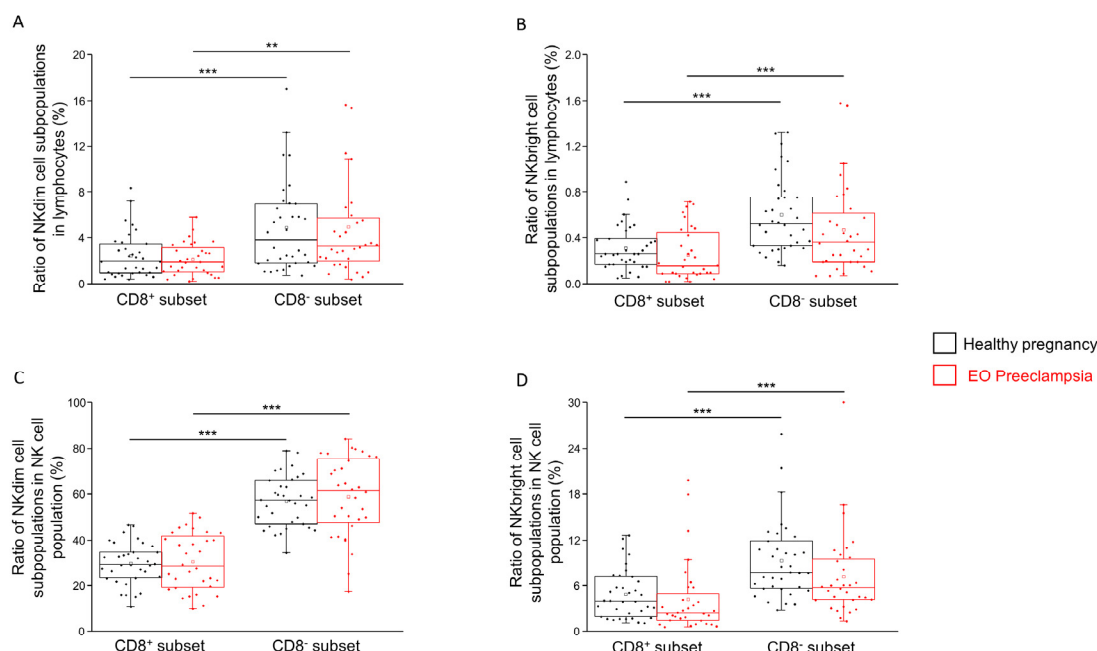 A
Ratio of NKdim cell subpopulations
in lymphocytes (%)
20
16
12
8
4
0
***
**
CD8+ subset
CD8- subset
B
Ratio of NKbright cell
subpopulations in lymphocytes (%)
2.0
1.6
1.2
0.8
0.4
0.0
***
***
CD8+ subset
CD8- subset
Healthy pregnancy
EO Preeclampsia
C
Ratio of NKdim cell
subpopulations in NK cell
population (%)
100
80
60
40
20
0
***
***
CD8+ subset
CD8- subset
D
Ratio of NKbright cell
subpopulations in NK cell
population (%)
30
24
18
12
6
0
***
***
CD8+ subset
CD8- subset